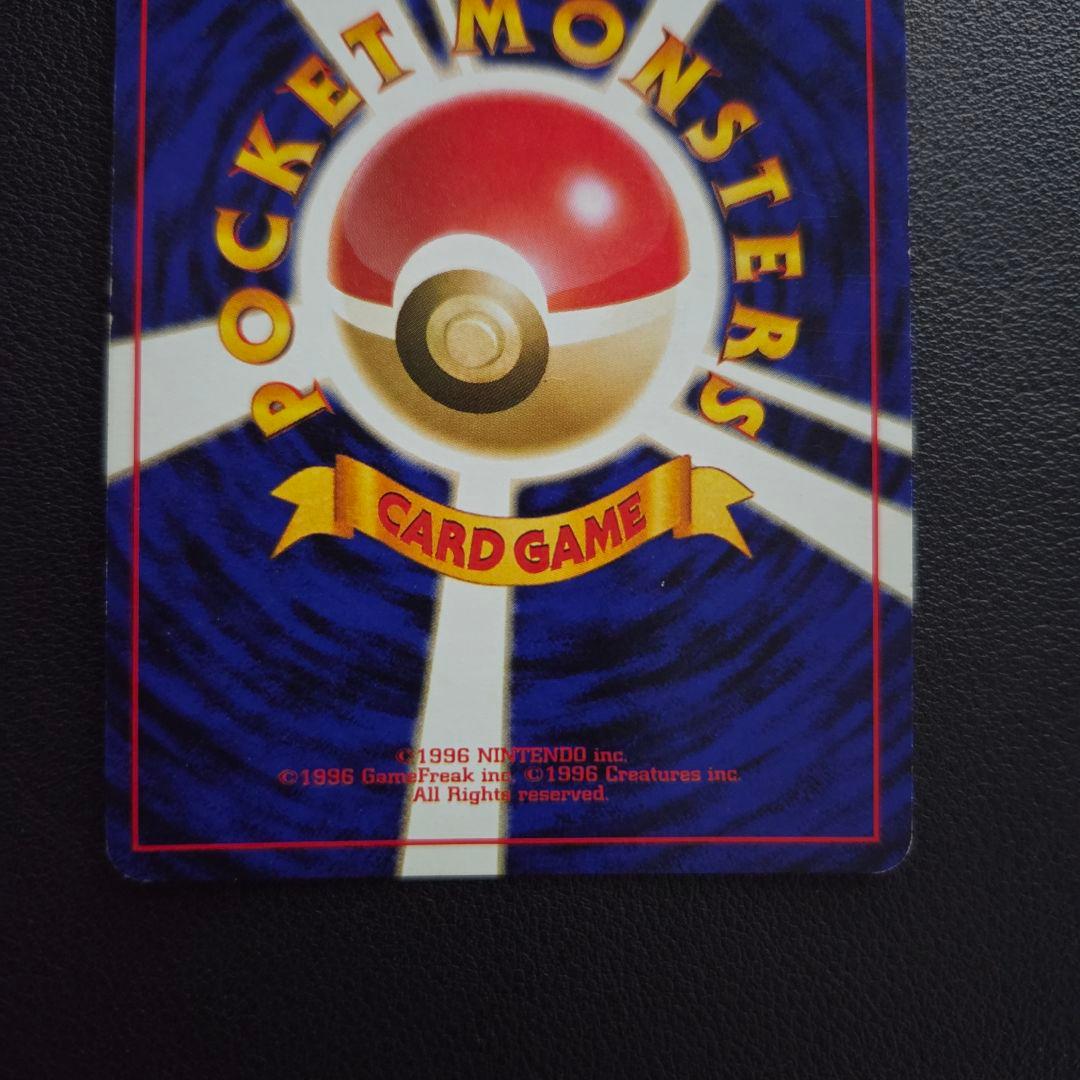 POCKET MONSTERS
CARD GAME
©1996 NINTENDO inc.
©1996 GameFreak inc. ©1996 Creatures inc.
All Rights reserved.